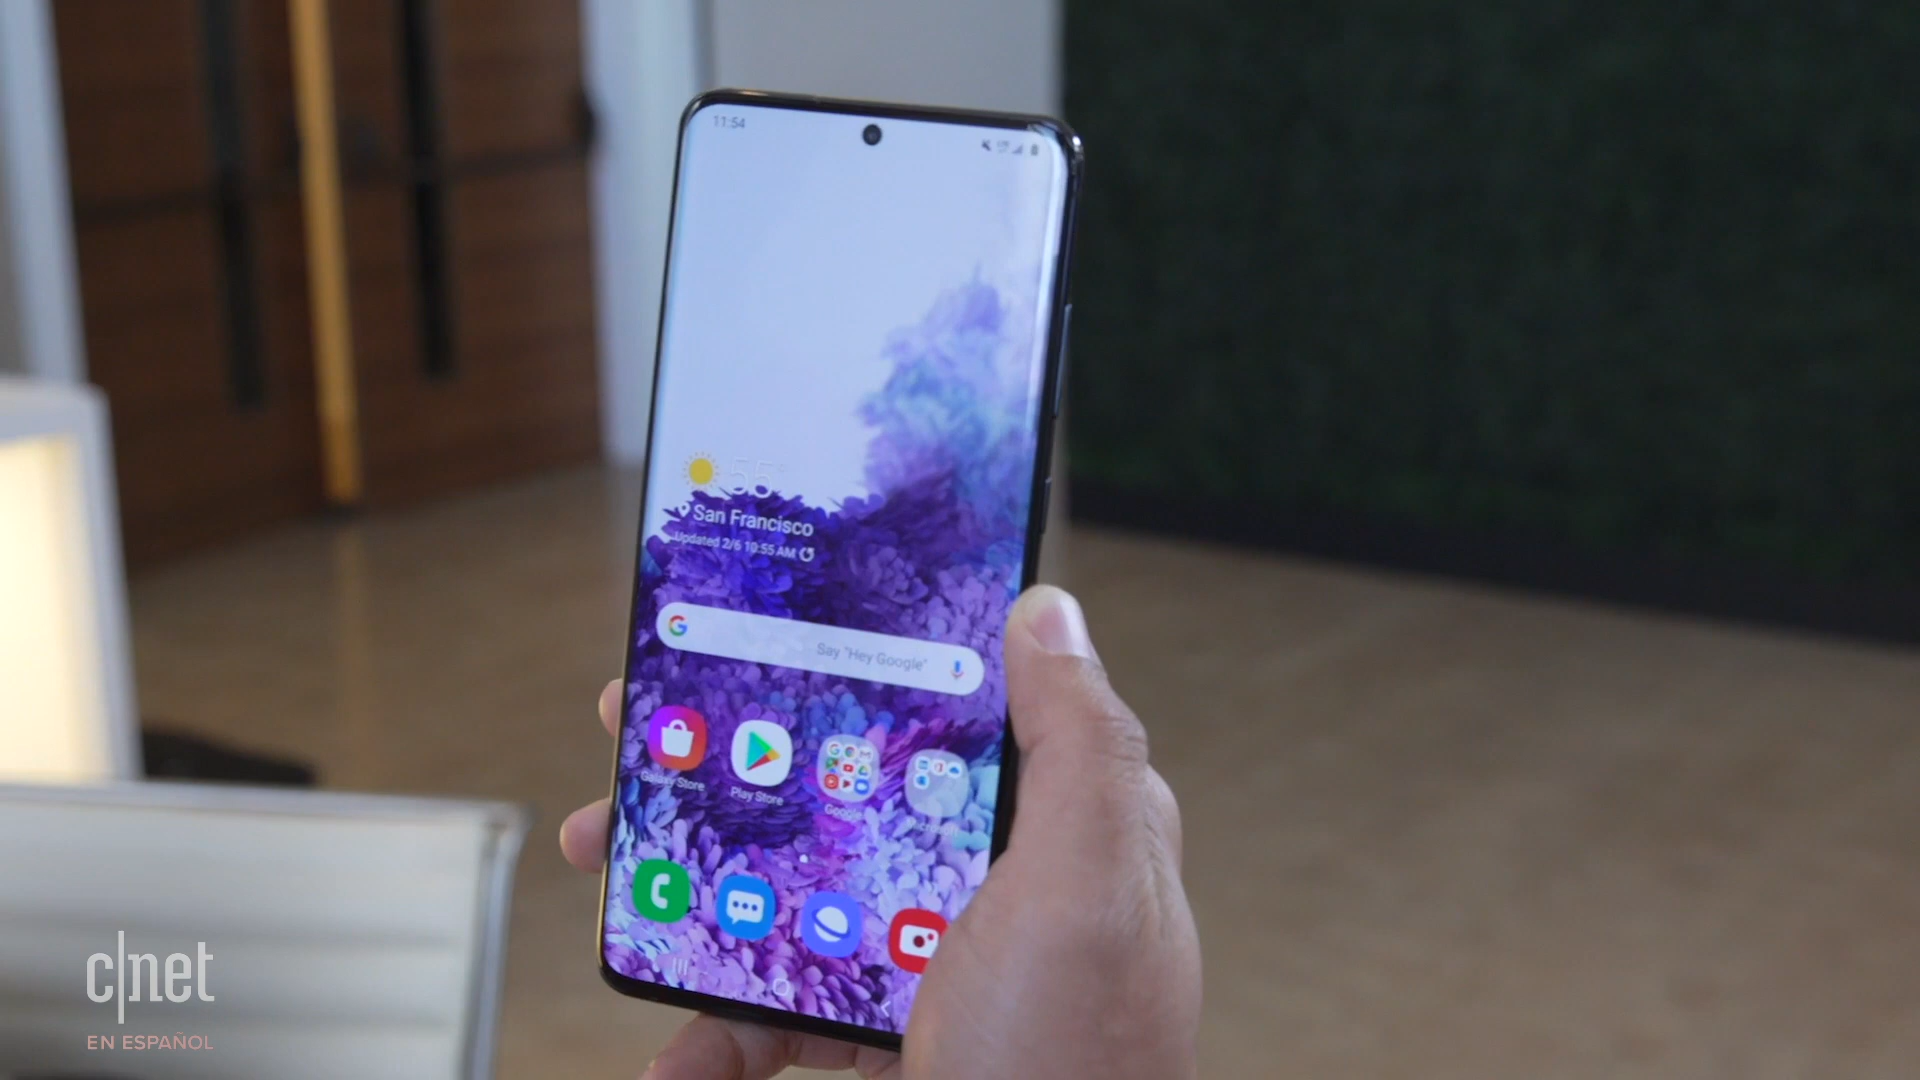 11:54
55°
San Francisco
Updated 2/6 10:55 AM
Say "Hey Google"
Galaxy Store
Play Store
Google
c|net
EN ESPAÑOL